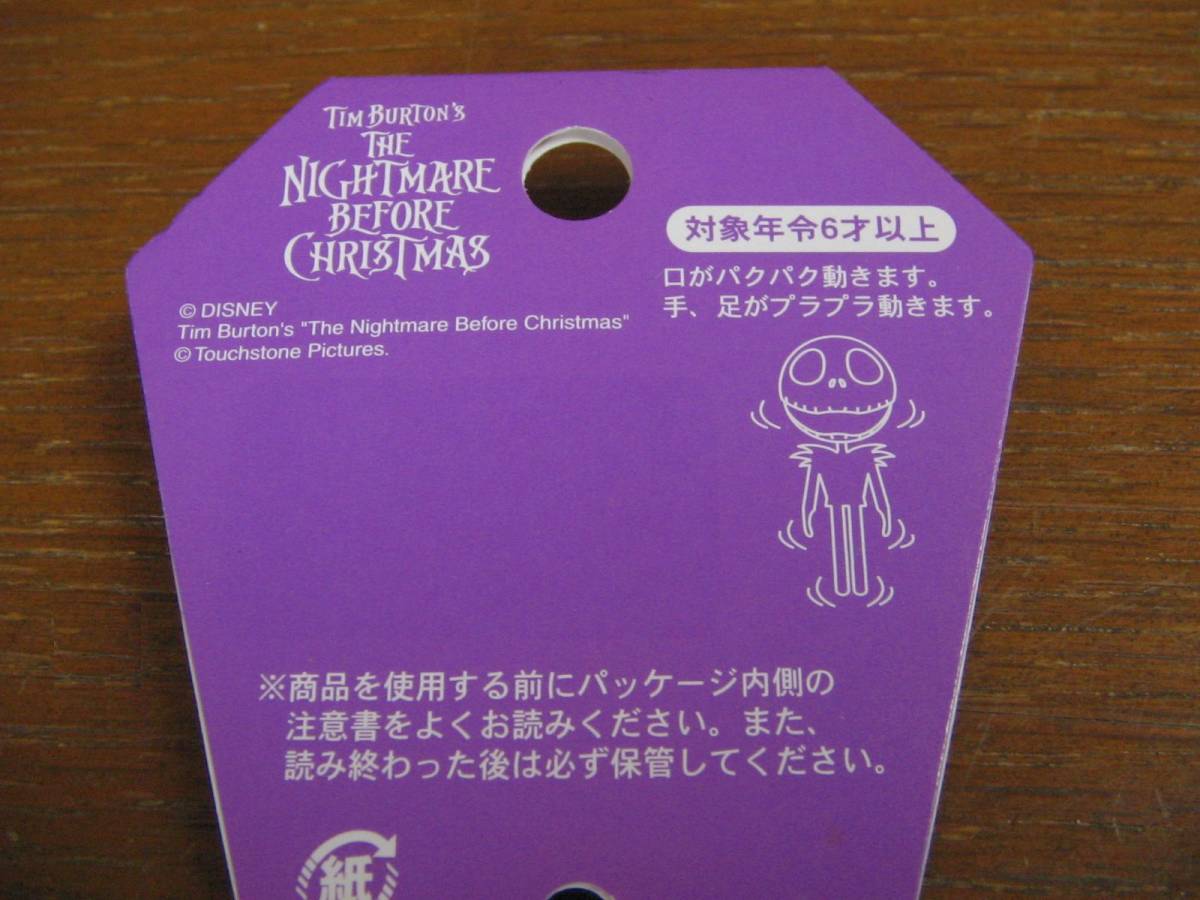 TIM BURTON'S
THE
NIGHTMARE
BEFORE
CHRISTMAS
© DISNEY
Tim Burton's "The Nightmare Before Christmas"
© Touchstone Pictures.
対象年令6才以上
口がパクパク動きます。
手、足がプラプラ動きます。
※商品を使用する前にパッケージ内側の
注意書をよくお読みください。また、
読み終わった後は必ず保管してください。
紙